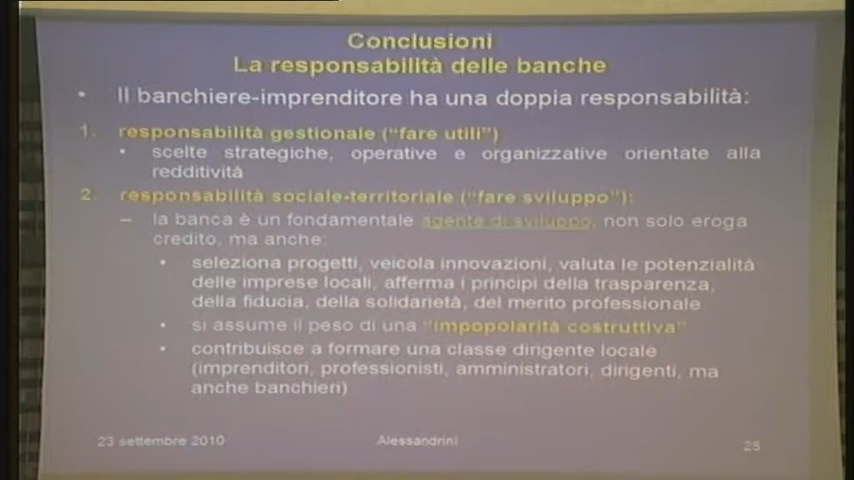 Conclusioni
La responsabilità delle banche
• Il banchiere-imprenditore ha una doppia responsabilità:
1. responsabilità gestionale ("fare utili")
• scelte strategiche, operative e organizzative orientate alla
redditività
2. responsabilità sociale-territoriale ("fare sviluppo"):
– la banca è un fondamentale agente di sviluppo, non solo eroga
credito, ma anche:
• seleziona progetti, veicola innovazioni, valuta le potenzialità
delle imprese locali, afferma i principi della trasparenza,
della fiducia, della solidarietà, del merito professionale
• si assume il peso di una "impopolarità costruttiva"
• contribuisce a formare una classe dirigente locale
(imprenditori, professionisti, amministratori, dirigenti, ma
anche banchieri)
23 settembre 2010 Alessandrini 25